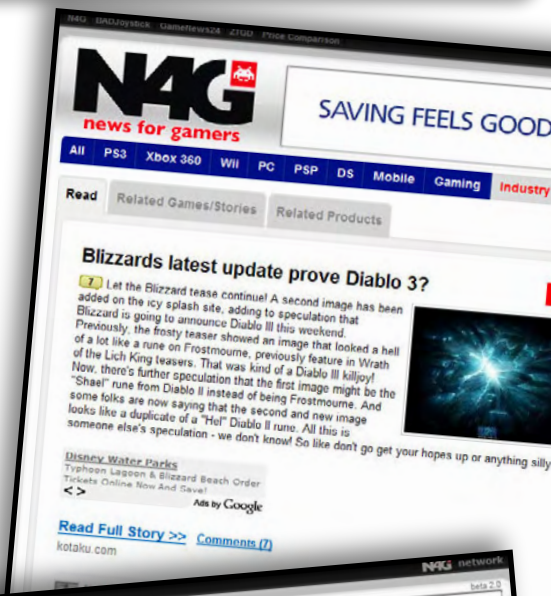 N4G BADJoystick GameNews24 ZTGD Price Comparison
N4G
news for gamers
SAVING FEELS GOOD
All PS3 Xbox 360 Wii PC PSP DS Mobile Gaming Industry
Read Related Games/Stories Related Products
Blizzards latest update prove Diablo 3?
7 Let the Blizzard tease continue! A second image has been
added on the icy splash site, adding to speculation that
Blizzard is going to announce Diablo III this weekend.
Previously, the frosty teaser showed an image that looked a hell
of a lot like a rune on Frostmourne, previously feature in Wrath
of the Lich King teasers. That was kind of a Diablo III killjoy!
Now, there's further speculation that the first image might be the
"Shael" rune from Diablo II instead of being Frostmourne. And
some folks are now saying that the second and new image
looks like a duplicate of a "Hel" Diablo II rune. All this is
someone else's speculation - we don't know! So like don't go get your hopes up or anything silly
Disney Water Parks
Typhoon Lagoon & Blizzard Beach Order
Tickets Online Now And Save!
< > Ads by Google
Read Full Story >> Comments (7)
kotaku.com
N4G network
beta 2.0